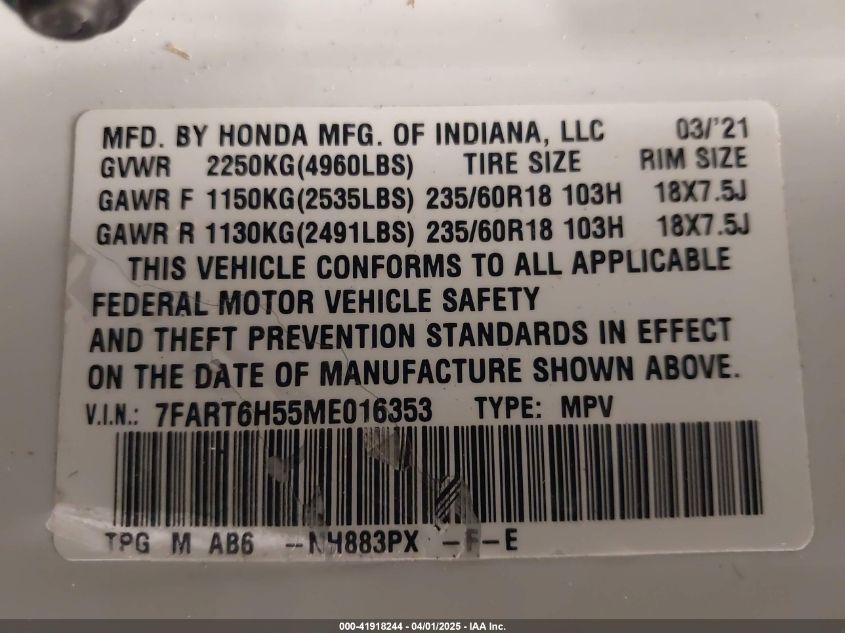 MFD. BY HONDA MFG. OF INDIANA, LLC 03/'21
GVWR 2250KG(4960LBS) TIRE SIZE RIM SIZE
GAWR F 1150KG(2535LBS) 235/60R18 103H 18X7.5J
GAWR R 1130KG(2491LBS) 235/60R18 103H 18X7.5J
THIS VEHICLE CONFORMS TO ALL APPLICABLE
FEDERAL MOTOR VEHICLE SAFETY
AND THEFT PREVENTION STANDARDS IN EFFECT
ON THE DATE OF MANUFACTURE SHOWN ABOVE.
V.I.N.: 7FART6H55ME016353 TYPE: MPV
TPG M AB6 --NH883PX -F-E
000-41918244 - 04/01/2025 - IAA Inc.